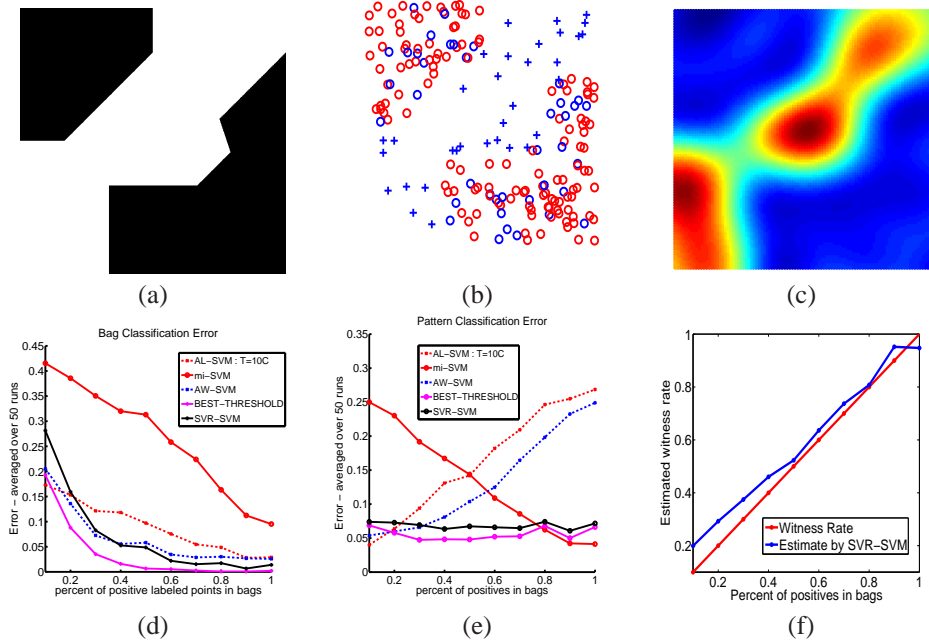 (a)
(b)
(c)
Bag Classification Error
Error − averaged over 50 runs
0.45
0.4
0.35
0.3
0.25
0.2
0.15
0.1
0.05
0
AL−SVM : T=10C
mi−SVM
AW−SVM
BEST−THRESHOLD
SVR−SVM
0.2 0.4 0.6 0.8 1
percent of positive labeled points in bags
(d)
Pattern Classification Error
Error − averaged over 50 runs
0.35
0.3
0.25
0.2
0.15
0.1
0.05
0
AL−SVM : T=10C
mi−SVM
AW−SVM
BEST−THRESHOLD
SVR−SVM
0.2 0.4 0.6 0.8 1
percent of positives in bags
(e)
Estimated witness rate
1
0.8
0.6
0.4
0.2
Witness Rate
Estimate by SVR−SVM
0.2 0.4 0.6 0.8 1
Percent of positives in bags
(f)